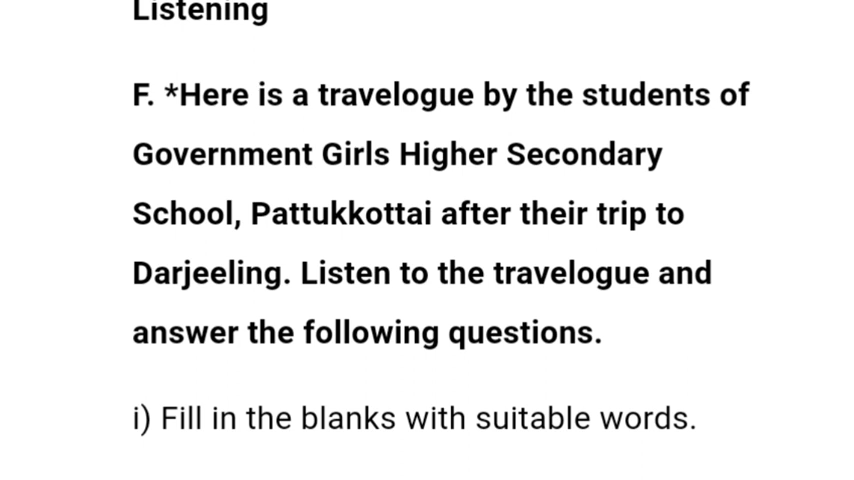 Listening
F. *Here is a travelogue by the students of
Government Girls Higher Secondary
School, Pattukkottai after their trip to
Darjeeling. Listen to the travelogue and
answer the following questions.
i) Fill in the blanks with suitable words.